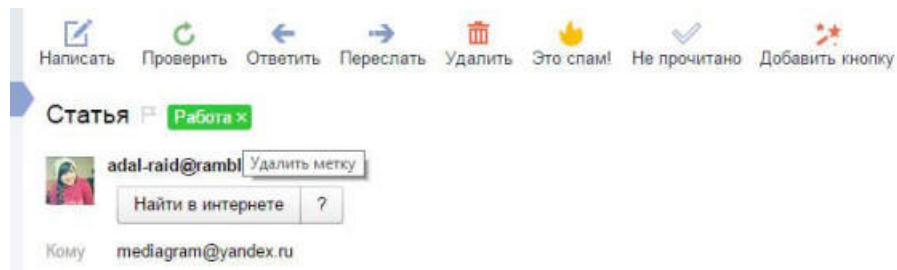 Написать Проверить Ответить Переслать Удалить Это спам! Не прочитано Добавить кнопку
Статья Работа ×
adal-raid@rambl Удалить метку
Найти в интернете ?
Кому mediagram@yandex.ru